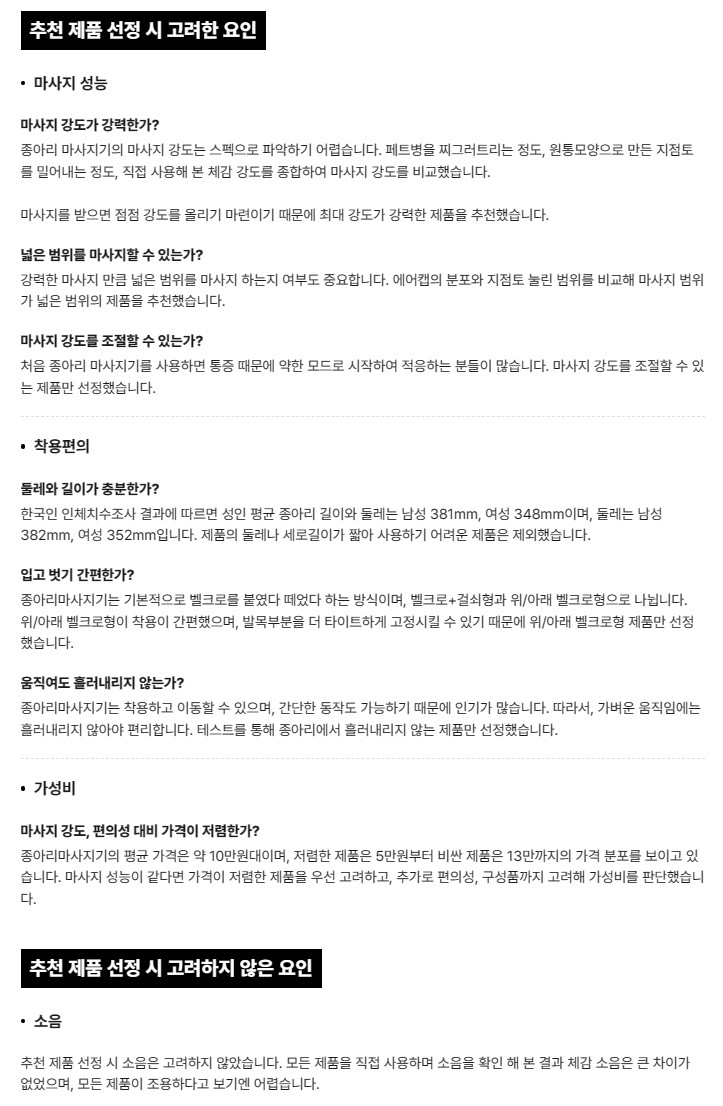 추천 제품 선정 시 고려한 요인
• 마사지 성능
마사지 강도가 강력한가?
종아리 마사지기의 마사지 강도는 스펙으로 파악하기 어렵습니다. 페트병을 찌그러트리는 정도, 원통모양으로 만든 지점토
를 밀어내는 정도, 직접 사용해 본 체감 강도를 종합하여 마사지 강도를 비교했습니다.
마사지를 받으면 점점 강도를 올리기 마련이기 때문에 최대 강도가 강력한 제품을 추천했습니다.
넓은 범위를 마사지할 수 있는가?
강력한 마사지 만큼 넓은 범위를 마사지 하는지 여부도 중요합니다. 에어캡의 분포와 지점토 눌린 범위를 비교해 마사지 범위
가 넓은 범위의 제품을 추천했습니다.
마사지 강도를 조절할 수 있는가?
처음 종아리 마사지기를 사용하면 통증 때문에 약한 모드로 시작하여 적응하는 분들이 많습니다. 마사지 강도를 조절할 수 있
는 제품만 선정했습니다.
• 착용편의
둘레와 길이가 충분한가?
한국인 인체치수조사 결과에 따르면 성인 평균 종아리 길이와 둘레는 남성 381mm, 여성 348mm이며, 둘레는 남성
382mm, 여성 352mm입니다. 제품의 둘레나 세로길이가 짧아 사용하기 어려운 제품은 제외했습니다.
입고 벗기 간편한가?
종아리마사지기는 기본적으로 벨크로를 붙였다 떼었다 하는 방식이며, 벨크로+걸쇠형과 위/아래 벨크로형으로 나뉩니다.
위/아래 벨크로형이 착용이 간편했으며, 발목부분을 더 타이트하게 고정시킬 수 있기 때문에 위/아래 벨크로형 제품만 선정
했습니다.
움직여도 흘러내리지 않는가?
종아리마사지기는 착용하고 이동할 수 있으며, 간단한 동작도 가능하기 때문에 인기가 많습니다. 따라서, 가벼운 움직임에는
흘러내리지 않아야 편리합니다. 테스트를 통해 종아리에서 흘러내리지 않는 제품만 선정했습니다.
• 가성비
마사지 강도, 편의성 대비 가격이 저렴한가?
종아리마사지기의 평균 가격은 약 10만원대이며, 저렴한 제품은 5만원부터 비싼 제품은 13만까지의 가격 분포를 보이고 있
습니다. 마사지 성능이 같다면 가격이 저렴한 제품을 우선 고려하고, 추가로 편의성, 구성품까지 고려해 가성비를 판단했습니
다.
추천 제품 선정 시 고려하지 않은 요인
• 소음
추천 제품 선정 시 소음은 고려하지 않았습니다. 모든 제품을 직접 사용하며 소음을 확인 해 본 결과 체감 소음은 큰 차이가
없었으며, 모든 제품이 조용하다고 보기엔 어렵습니다.